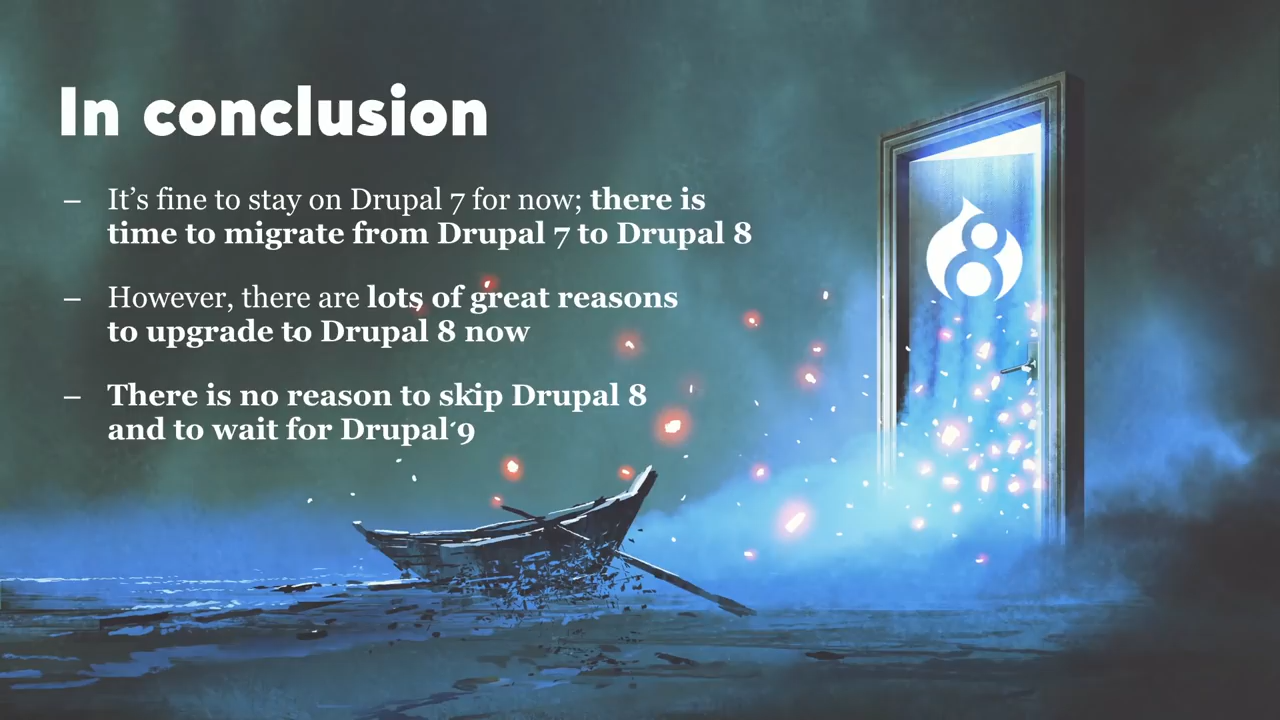 In conclusion
– It’s fine to stay on Drupal 7 for now; there is
time to migrate from Drupal 7 to Drupal 8
– However, there are lots of great reasons
to upgrade to Drupal 8 now
– There is no reason to skip Drupal 8
and to wait for Drupal 9
8